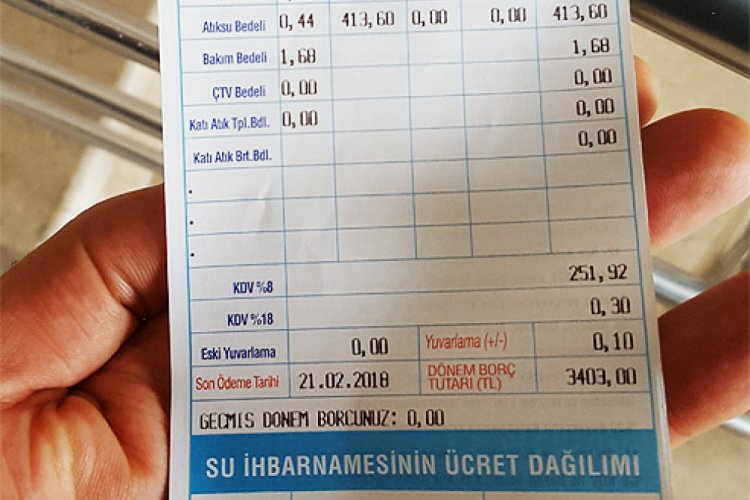 Atıksu Bedeli 0,44 413,60 0,00 0,00 413,60
Bakım Bedeli 1,68 1,68
ÇTV Bedeli 0,00 0,00
Katı Atık Tpl.Bdl. 0,00 0,00
Katı Atık Brt.Bdl. 0,00
KDV %8 251,92
KDV %18 0,30
Eski Yuvarlama 0,00 Yuvarlama (+/-) 0,10
Son Ödeme Tarihi 21.02.2018 DÖNEM BORÇ TUTARI (TL) 3403,00
GECMIS DONEM BORCUNUZ: 0,00
SU İHBARNAMESİNİN ÜCRET DAĞILIMI